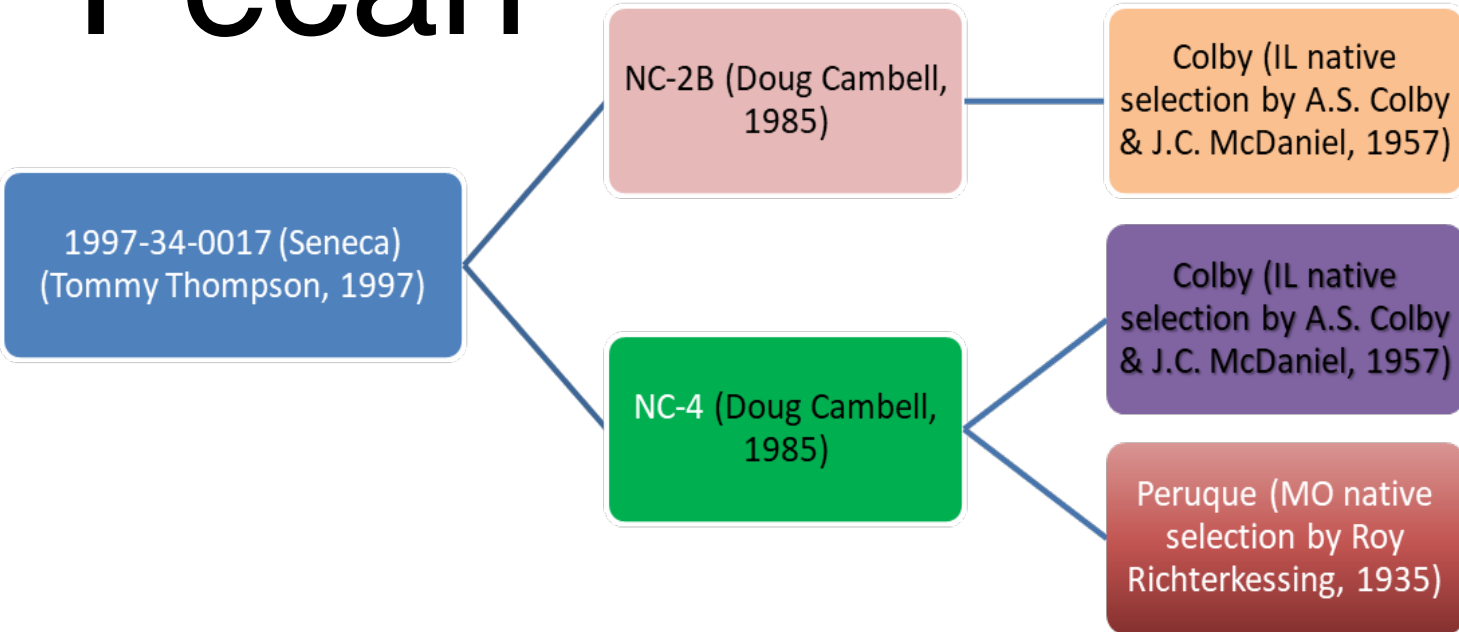 Pecan
NC-2B (Doug Cambell,
1985)
Colby (IL native
selection by A.S. Colby
& J.C. McDaniel, 1957)
1997-34-0017 (Seneca)
(Tommy Thompson, 1997)
Colby (IL native
selection by A.S. Colby
& J.C. McDaniel, 1957)
NC-4 (Doug Cambell,
1985)
Peruque (MO native
selection by Roy
Richterkessing, 1935)